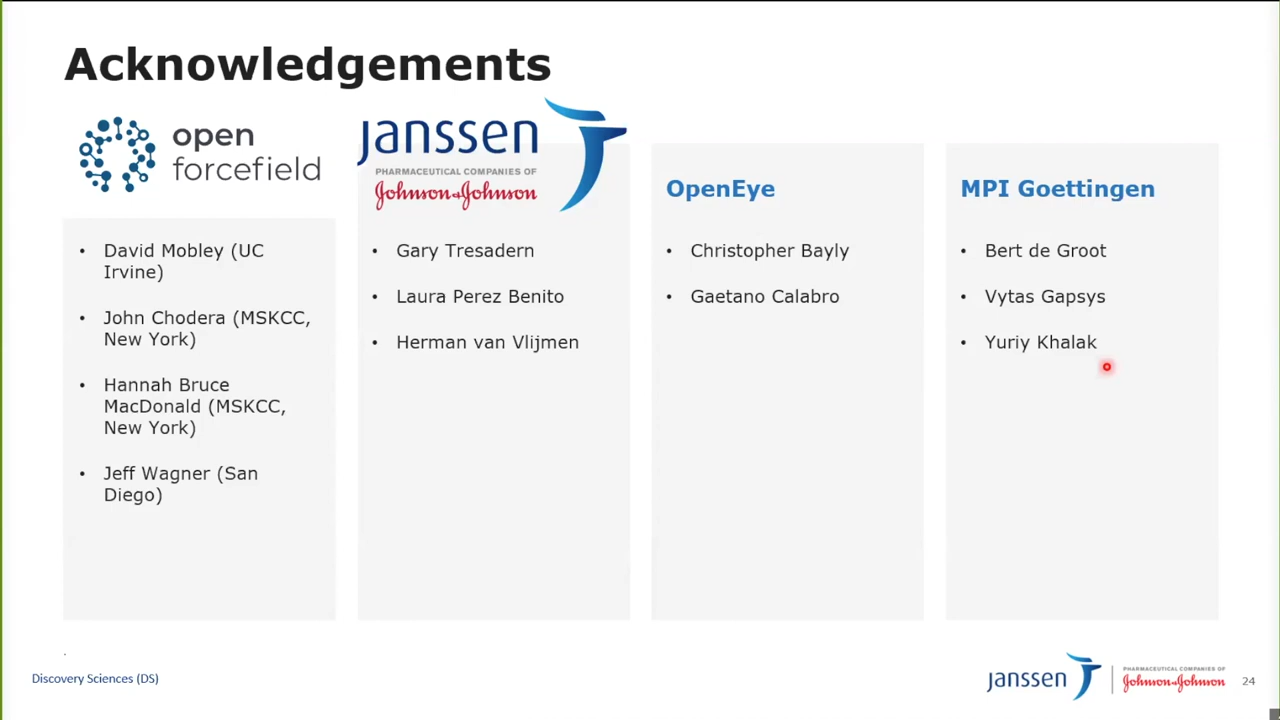 Acknowledgements
open
forcefield
• David Mobley (UC
Irvine)
• John Chodera (MSKCC,
New York)
• Hannah Bruce
MacDonald (MSKCC,
New York)
• Jeff Wagner (San
Diego)
janssen
PHARMACEUTICAL COMPANIES OF
Johnson & Johnson
• Gary Tresadern
• Laura Perez Benito
• Herman van Vlijmen
OpenEye
• Christopher Bayly
• Gaetano Calabro
MPI Goettingen
• Bert de Groot
• Vytas Gapsys
• Yuriy Khalak
.
Discovery Sciences (DS)
janssen
PHARMACEUTICAL COMPANIES OF
Johnson & Johnson
24